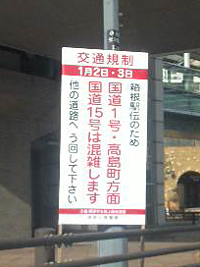 交通規制
1月2日・3日
箱根駅伝のため
国道1号・高島町方面
国道15号は混雑します
他の道路へう回して下さい